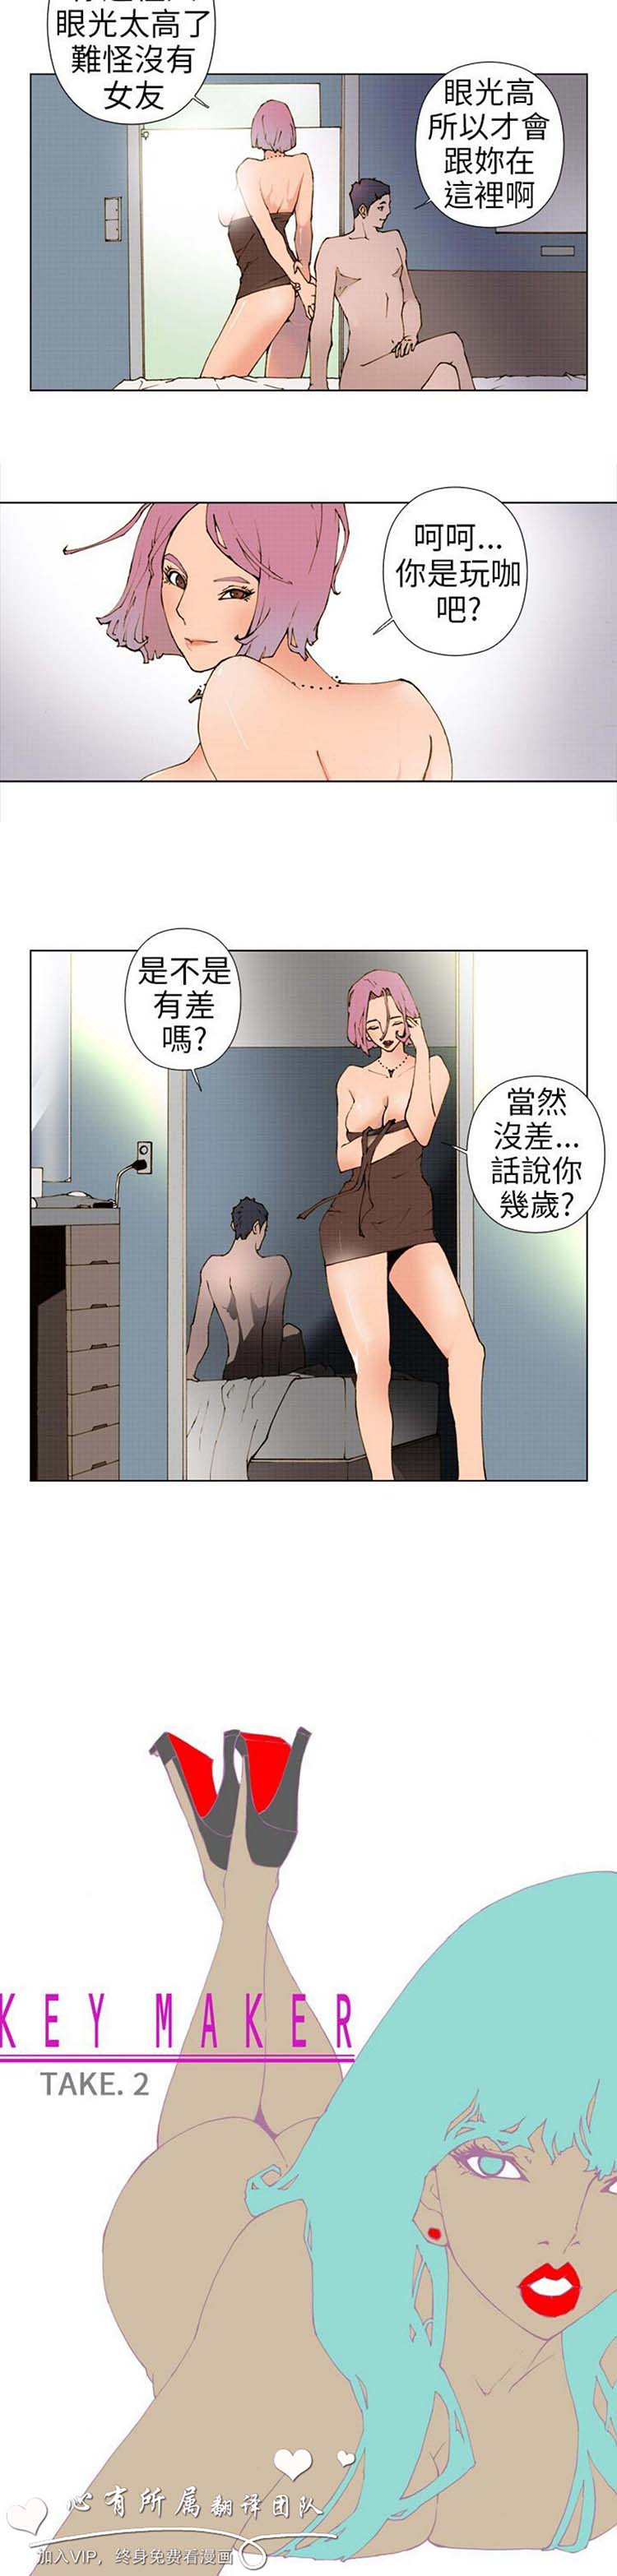 眼光太高了
難怪沒有
女友
眼光高
所以才會
跟妳在
這裡啊
呵呵...
你是玩咖
吧?
是不是
有差
嗎?
當然
沒差...
話說你
幾歲?
KEY MAKER
TAKE. 2
心有所属翻译团队
加入VIP，终身免费看漫画